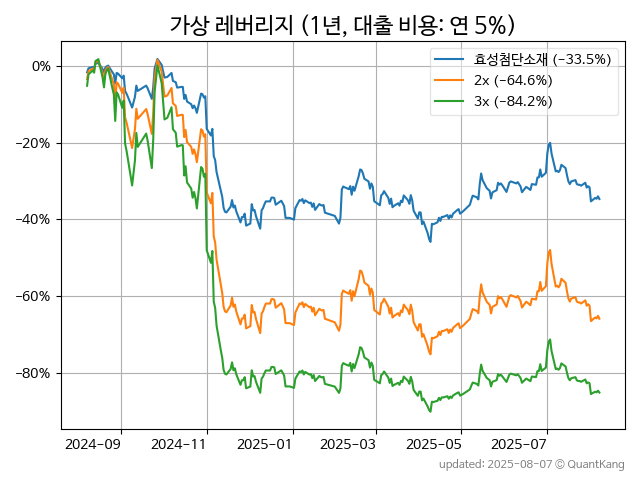 가상 레버리지 (1년, 대출 비용: 연 5%)
효성첨단소재 (−33.5%)
2x (−64.6%)
3x (−84.2%)
0%
−20%
−40%
−60%
−80%
2024-09
2024-11
2025-01
2025-03
2025-05
2025-07
updated: 2025-08-07 © QuantKang